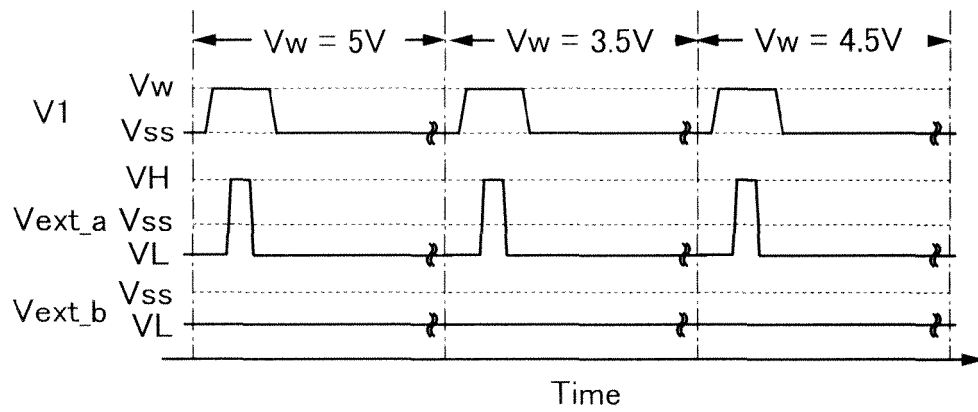 Vw = 5V Vw = 3.5V Vw = 4.5V
Vw
V1
Vss
VH
Vext_a Vss
VL
Vss
Vext_b
VL
Time